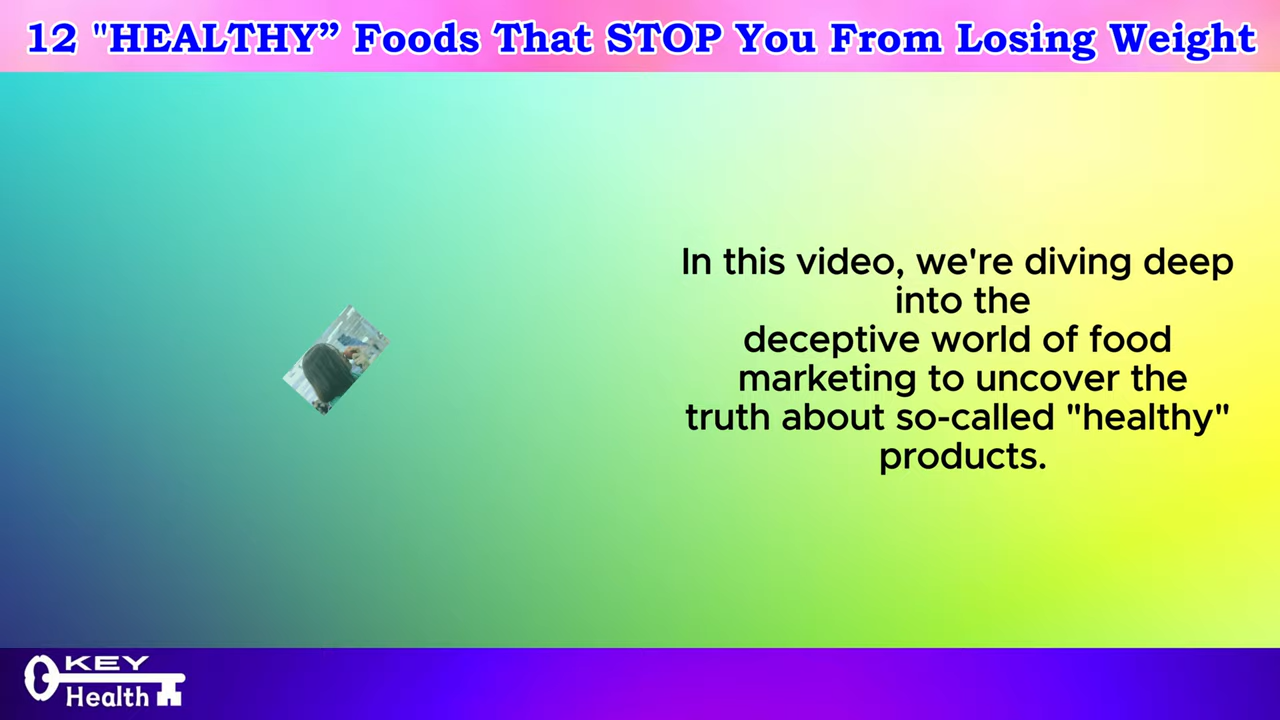 12 "HEALTHY” Foods That STOP You From Losing Weight
In this video, we're diving deep
into the
deceptive world of food
marketing to uncover the
truth about so-called "healthy"
products.
KEY
Health